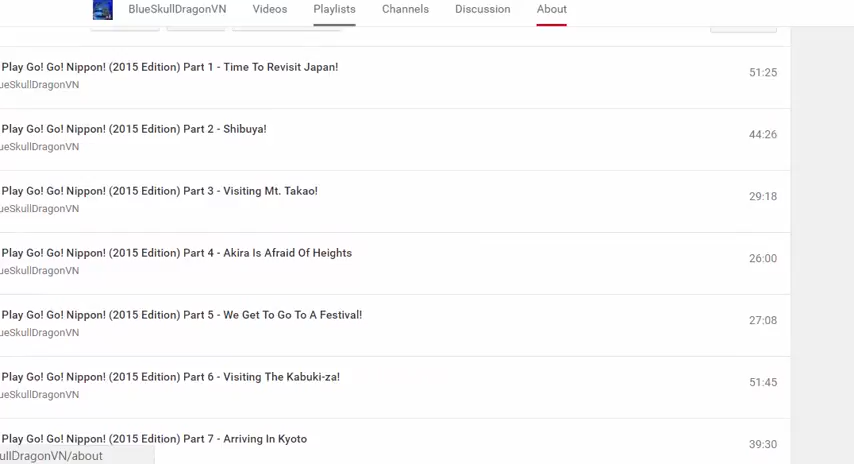 BlueSkullDragonVN Videos Playlists Channels Discussion About
Play Go! Go! Nippon! (2015 Edition) Part 1 - Time To Revisit Japan!
ueSkullDragonVN
51:25
Play Go! Go! Nippon! (2015 Edition) Part 2 - Shibuya!
ueSkullDragonVN
44:26
Play Go! Go! Nippon! (2015 Edition) Part 3 - Visiting Mt. Takao!
ueSkullDragonVN
29:18
Play Go! Go! Nippon! (2015 Edition) Part 4 - Akira Is Afraid Of Heights
ueSkullDragonVN
26:00
Play Go! Go! Nippon! (2015 Edition) Part 5 - We Get To Go To A Festival!
ueSkullDragonVN
27:08
Play Go! Go! Nippon! (2015 Edition) Part 6 - Visiting The Kabuki-za!
ueSkullDragonVN
51:45
Play Go! Go! Nippon! (2015 Edition) Part 7 - Arriving In Kyoto
39:30
ullDragonVN/about